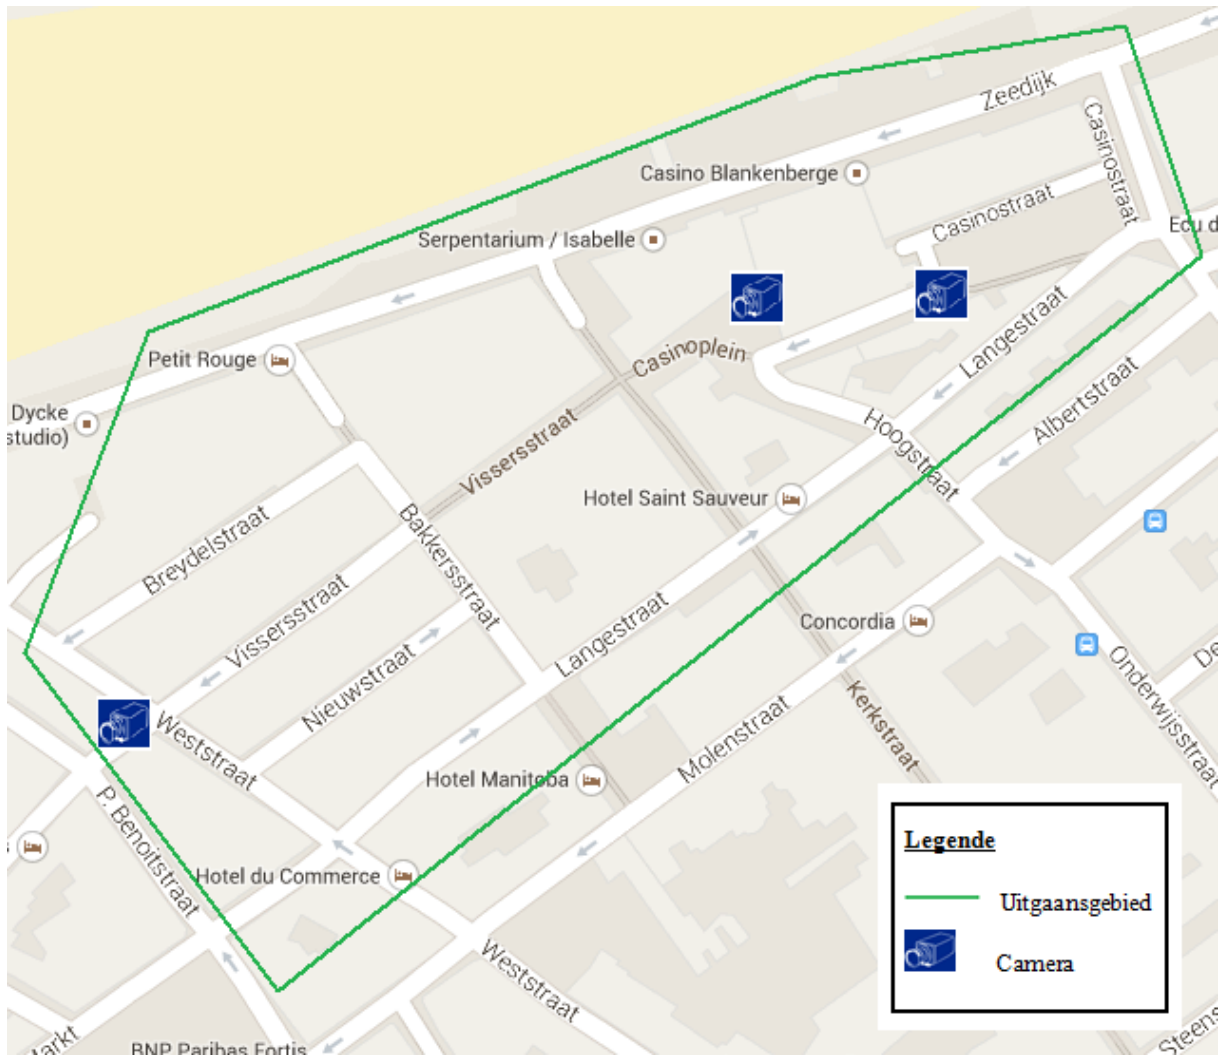 Zeedijk
Casinostraat
Casino Blankenberge
Casinostraat
Ecu d
Serpentarium / Isabelle
Casinoplein
Langestraat
Petit Rouge
Albertstraat
Dycke
studio)
Hoogstraat
Vissersstraat
Hotel Saint Sauveur
Bakkersstraat
Breydelstraat
Vissersstraat
Langestraat
Concordia
Nieuwstraat
Onderwijsstraat
De
Kerkstraat
Weststraat
Molenstraat
Hotel Manitoba
P. Benoitstraat
s
Hotel du Commerce
Weststraat
Legende
Uitgaansgebied
Camera
arkt
BNP Paribas Fortis
Steens